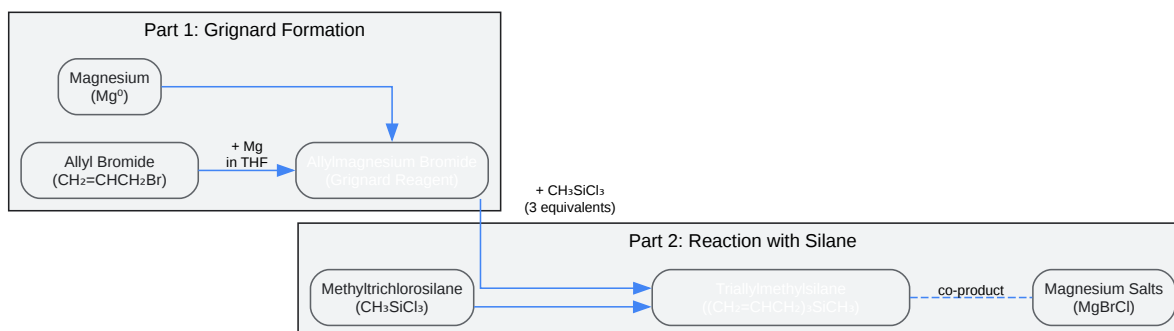 Part 1: Grignard Formation
Magnesium
(Mg⁰)
Allyl Bromide
(CH₂=CHCH₂Br)
+ Mg
in THF
Allylmagnesium Bromide
(Grignard Reagent)
+ CH₃SiCl₃
(3 equivalents)
Part 2: Reaction with Silane
Methyltrichlorosilane
(CH₃SiCl₃)
Triallylmethylsilane
((CH₂=CHCH₂)₃SiCH₃)
co-product
Magnesium Salts
(MgBrCl)